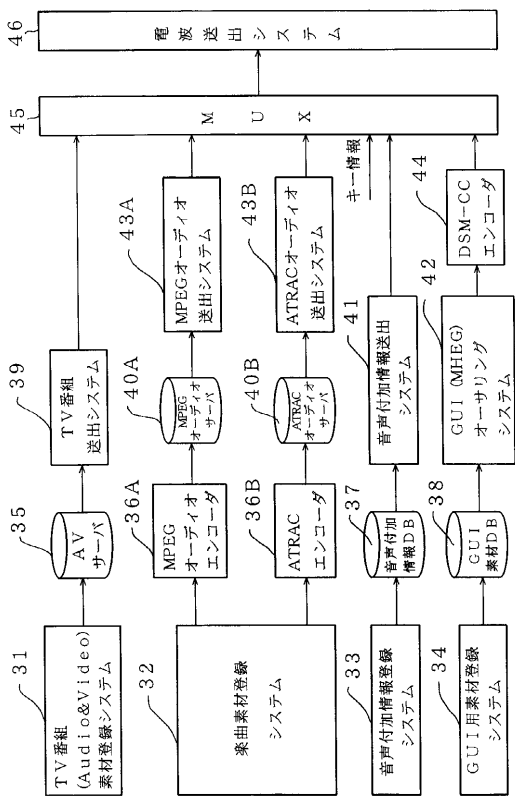 31
TV番組
(Audio&Video)
素材登録システム
35
AV
サーバ
39
TV番組
送出システム
32
楽曲素材登録
システム
36A
MPEG
オーディオ
エンコーダ
40A
MPEG
オーディオ
サーバ
43A
MPEGオーディオ
送出システム
36B
ATRAC
エンコーダ
40B
ATRAC
オーディオ
サーバ
43B
ATRACオーディオ
送出システム
33
音声付加情報登録
システム
37
音声付加
情報DB
41
音声付加情報送出
システム
キー情報
34
GUI用素材登録
システム
38
GUI
素材DB
42
GUI(MHEG)
オーサリング
システム
44
DSM-CC
エンコーダ
45
MUX
46
電波送出システム